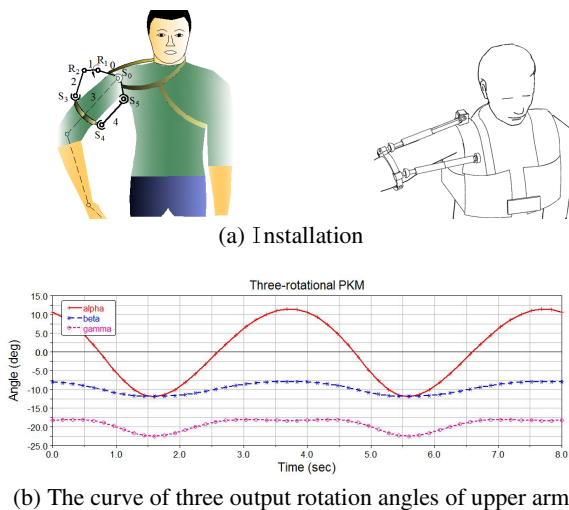 R₂ 1 R₁ 0 S₀
2
S₃ 3 S₅
4
S₄
(a) Installation
Three-rotational PKM
15.0
10.0
5.0
0.0
-5.0
-10.0
-15.0
-20.0
-25.0
Angle (deg)
alpha
beta
gamma
0.0 1.0 2.0 3.0 4.0 5.0 6.0 7.0 8.0
Time (sec)
(b) The curve of three output rotation angles of upper arm